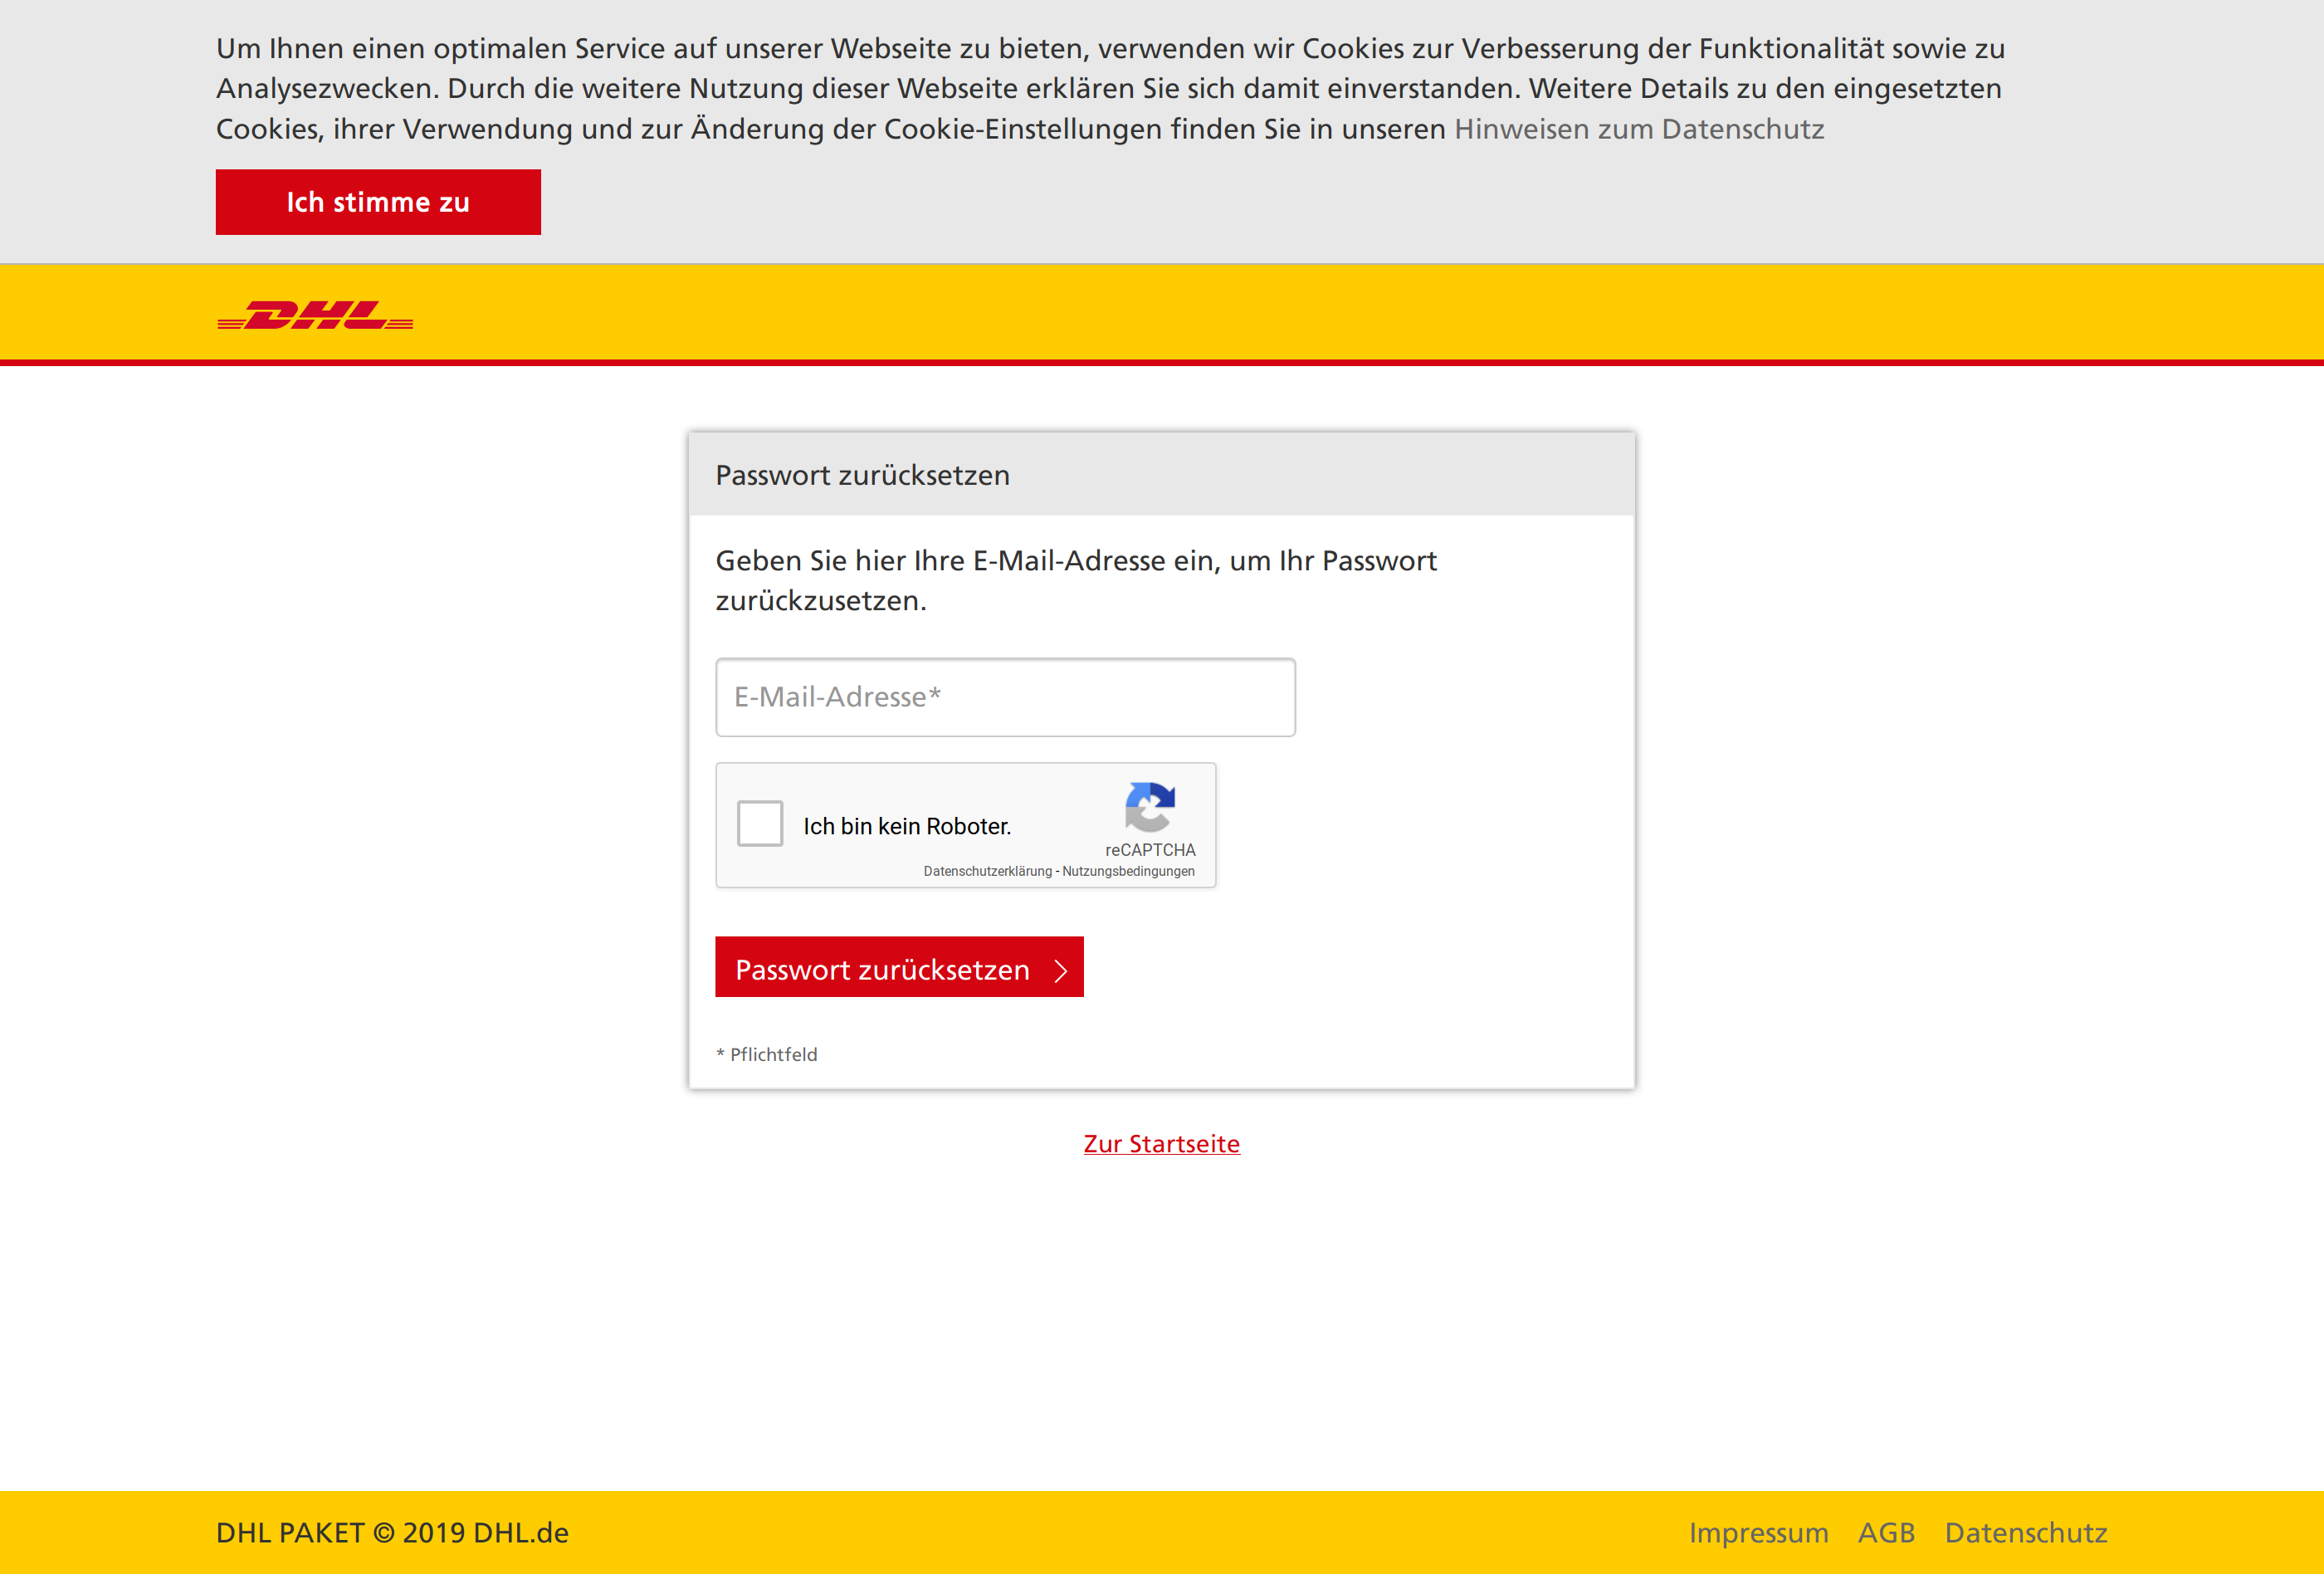 Um Ihnen einen optimalen Service auf unserer Webseite zu bieten, verwenden wir Cookies zur Verbesserung der Funktionalität sowie zu
Analysezwecken. Durch die weitere Nutzung dieser Webseite erklären Sie sich damit einverstanden. Weitere Details zu den eingesetzten
Cookies, ihrer Verwendung und zur Änderung der Cookie-Einstellungen finden Sie in unseren Hinweisen zum Datenschutz
Ich stimme zu
DHL
Passwort zurücksetzen
Geben Sie hier Ihre E-Mail-Adresse ein, um Ihr Passwort
zurückzusetzen.
E-Mail-Adresse*
Ich bin kein Roboter.
reCAPTCHA
Datenschutzerklärung - Nutzungsbedingungen
Passwort zurücksetzen
* Pflichtfeld
Zur Startseite
DHL PAKET © 2019 DHL.de
Impressum AGB Datenschutz